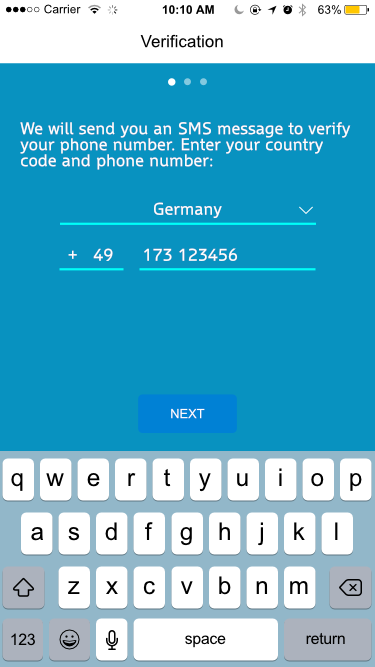 Carrier 10:10 AM 63%
Verification
We will send you an SMS message to verify
your phone number. Enter your country
code and phone number:
Germany
+ 49 173 123456
NEXT
q w e r t y u i o p
a s d f g h j k l
z x c v b n m
123 space return